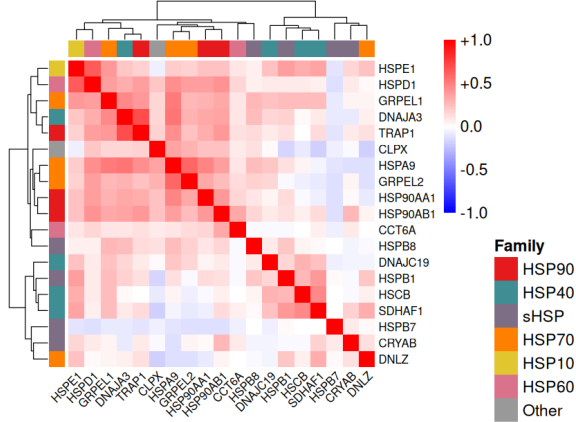 HSPE1
HSPD1
GRPEL1
DNAJA3
TRAP1
CLPX
HSPA9
GRPEL2
HSP90AA1
HSP90AB1
CCT6A
HSPB8
DNAJC19
HSPB1
HSCB
SDHAF1
HSPB7
CRYAB
DNLZ
HSPE1
HSPD1
GRPEL1
DNAJA3
TRAP1
CLPX
HSPA9
GRPEL2
HSP90AA1
HSP90AB1
CCT6A
HSPB8
DNAJC19
HSPB1
HSCB
SDHAF1
HSPB7
CRYAB
DNLZ
+1.0
+0.5
0.0
-0.5
-1.0
Family
HSP90
HSP40
sHSP
HSP70
HSP10
HSP60
Other